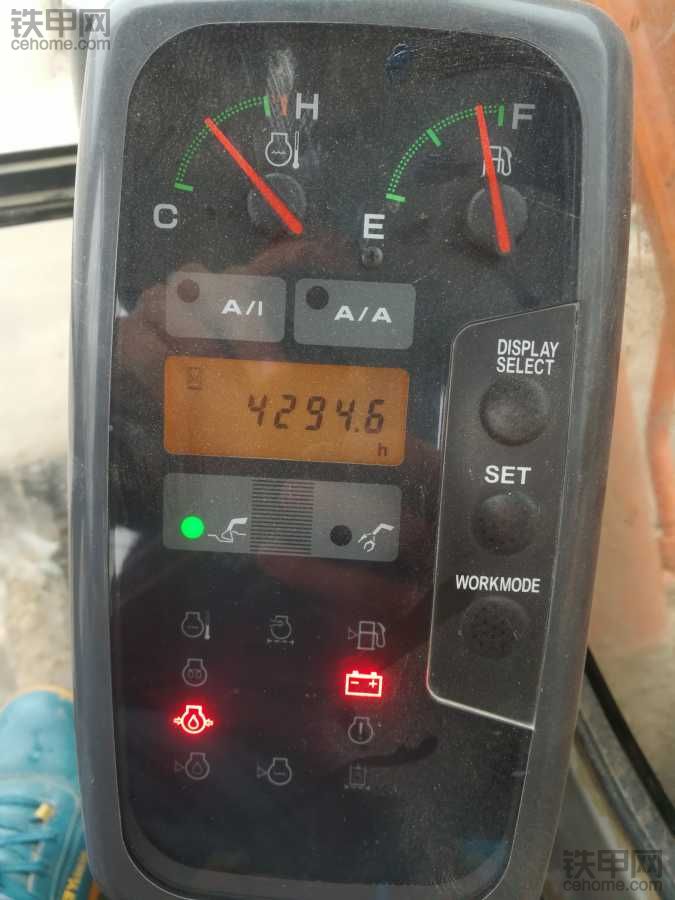 铁甲网
cehome.com
H
F
C
E
A/I
A/A
DISPLAY
SELECT
4294.6
h
SET
WORKMODE
铁甲网
cehome.com